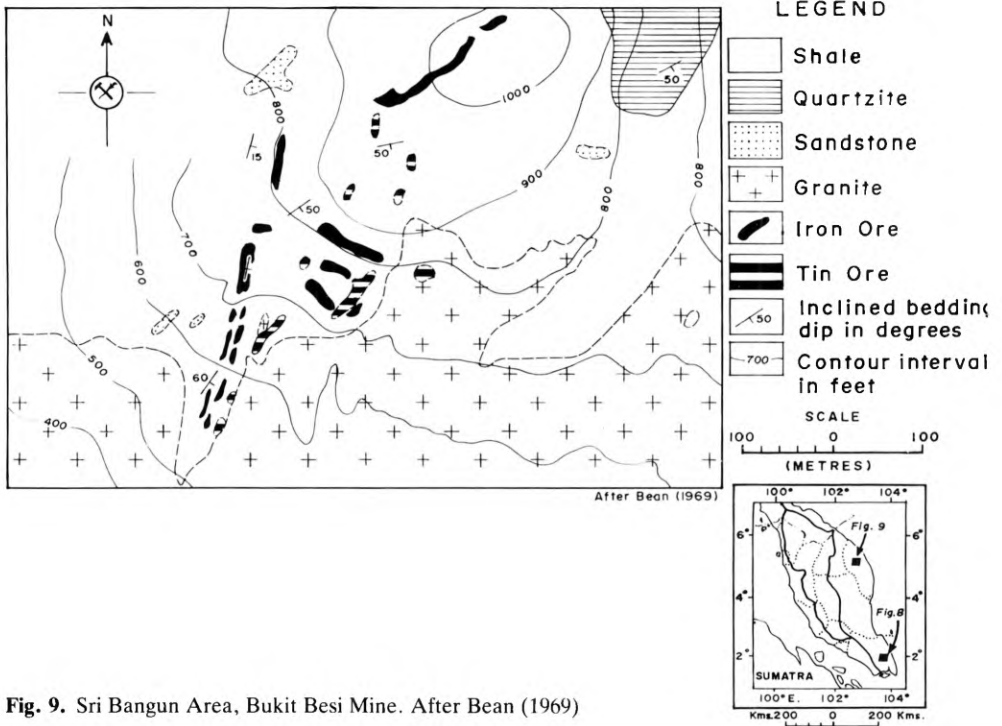 N
800
1000
50
50
15
50
900
800
800
700
600
500
400
60
After Bean (1969)
LEGEND
Shale
Quartzite
Sandstone
Granite
Iron Ore
Tin Ore
50
Inclined bedding
dip in degrees
700
Contour interval
in feet
SCALE
100 0 100
(METRES)
100° 102° 104°
6° 6°
Fig. 9
4° 4°
Fig. 8
2° 2°
SUMATRA
100°E. 102° 104°
Kms.200 0 200 Kms.
Fig. 9. Sri Bangun Area, Bukit Besi Mine. After Bean (1969)